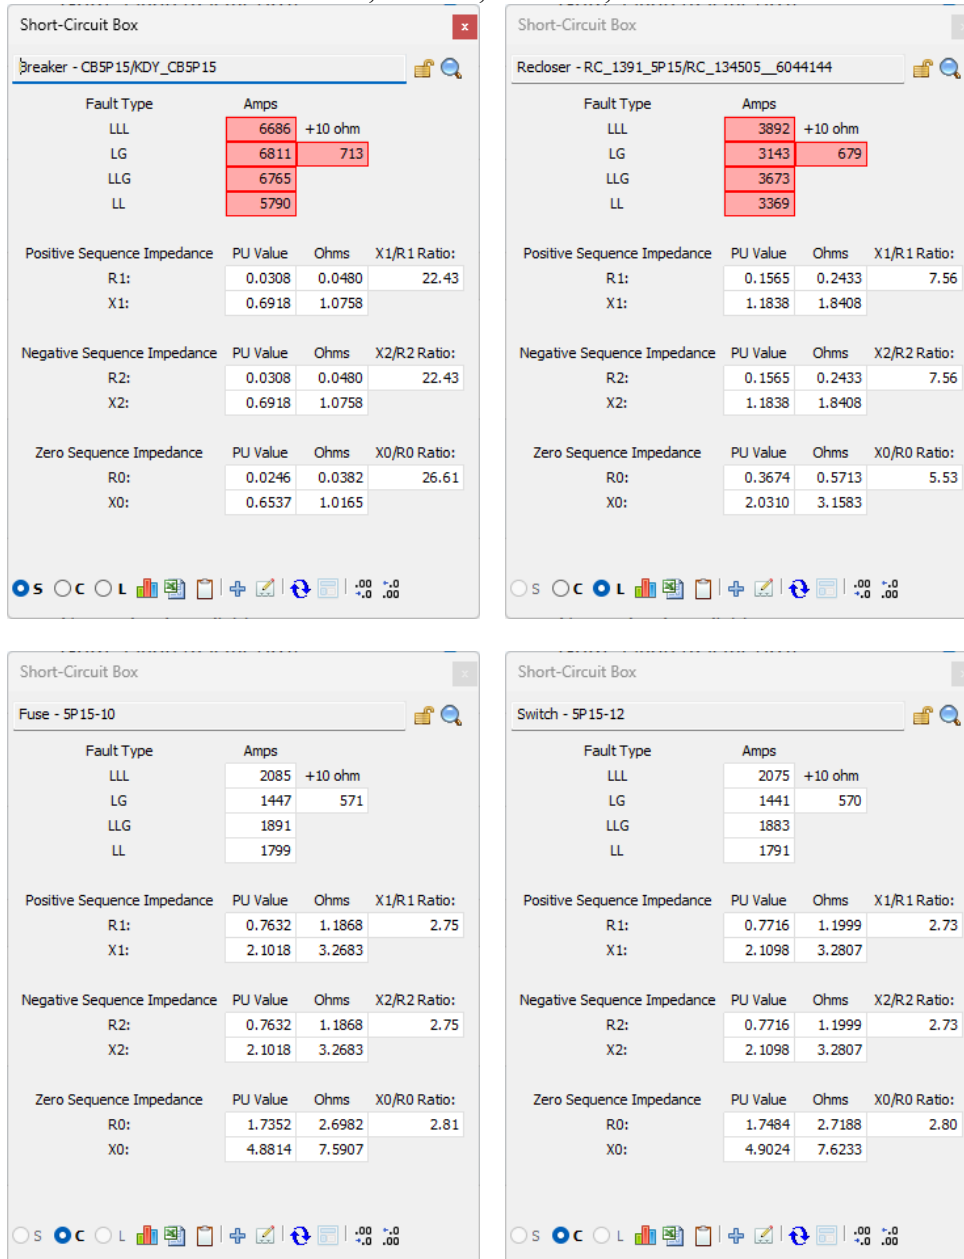 Short-Circuit Box
x
Breaker - CB5P15/KDY_CB5P15
Fault Type Amps
LLL 6686 +10 ohm
LG 6811 713
LLG 6765
LL 5790
Positive Sequence Impedance PU Value Ohms X1/R1 Ratio:
R1: 0.0308 0.0480 22.43
X1: 0.6918 1.0758
Negative Sequence Impedance PU Value Ohms X2/R2 Ratio:
R2: 0.0308 0.0480 22.43
X2: 0.6918 1.0758
Zero Sequence Impedance PU Value Ohms X0/R0 Ratio:
R0: 0.0246 0.0382 26.61
X0: 0.6537 1.0165
S C L
Short-Circuit Box
Recloser - RC_1391_5P15/RC_134505__6044144
Fault Type Amps
LLL 3892 +10 ohm
LG 3143 679
LLG 3673
LL 3369
Positive Sequence Impedance PU Value Ohms X1/R1 Ratio:
R1: 0.1565 0.2433 7.56
X1: 1.1838 1.8408
Negative Sequence Impedance PU Value Ohms X2/R2 Ratio:
R2: 0.1565 0.2433 7.56
X2: 1.1838 1.8408
Zero Sequence Impedance PU Value Ohms X0/R0 Ratio:
R0: 0.3674 0.5713 5.53
X0: 2.0310 3.1583
S C L
Short-Circuit Box
x
Fuse - 5P15-10
Fault Type Amps
LLL 2085 +10 ohm
LG 1447 571
LLG 1891
LL 1799
Positive Sequence Impedance PU Value Ohms X1/R1 Ratio:
R1: 0.7632 1.1868 2.75
X1: 2.1018 3.2683
Negative Sequence Impedance PU Value Ohms X2/R2 Ratio:
R2: 0.7632 1.1868 2.75
X2: 2.1018 3.2683
Zero Sequence Impedance PU Value Ohms X0/R0 Ratio:
R0: 1.7352 2.6982 2.81
X0: 4.8814 7.5907
S C L
Short-Circuit Box
Switch - 5P15-12
Fault Type Amps
LLL 2075 +10 ohm
LG 1441 570
LLG 1883
LL 1791
Positive Sequence Impedance PU Value Ohms X1/R1 Ratio:
R1: 0.7716 1.1999 2.73
X1: 2.1098 3.2807
Negative Sequence Impedance PU Value Ohms X2/R2 Ratio:
R2: 0.7716 1.1999 2.73
X2: 2.1098 3.2807
Zero Sequence Impedance PU Value Ohms X0/R0 Ratio:
R0: 1.7484 2.7188 2.80
X0: 4.9024 7.6233
S C L